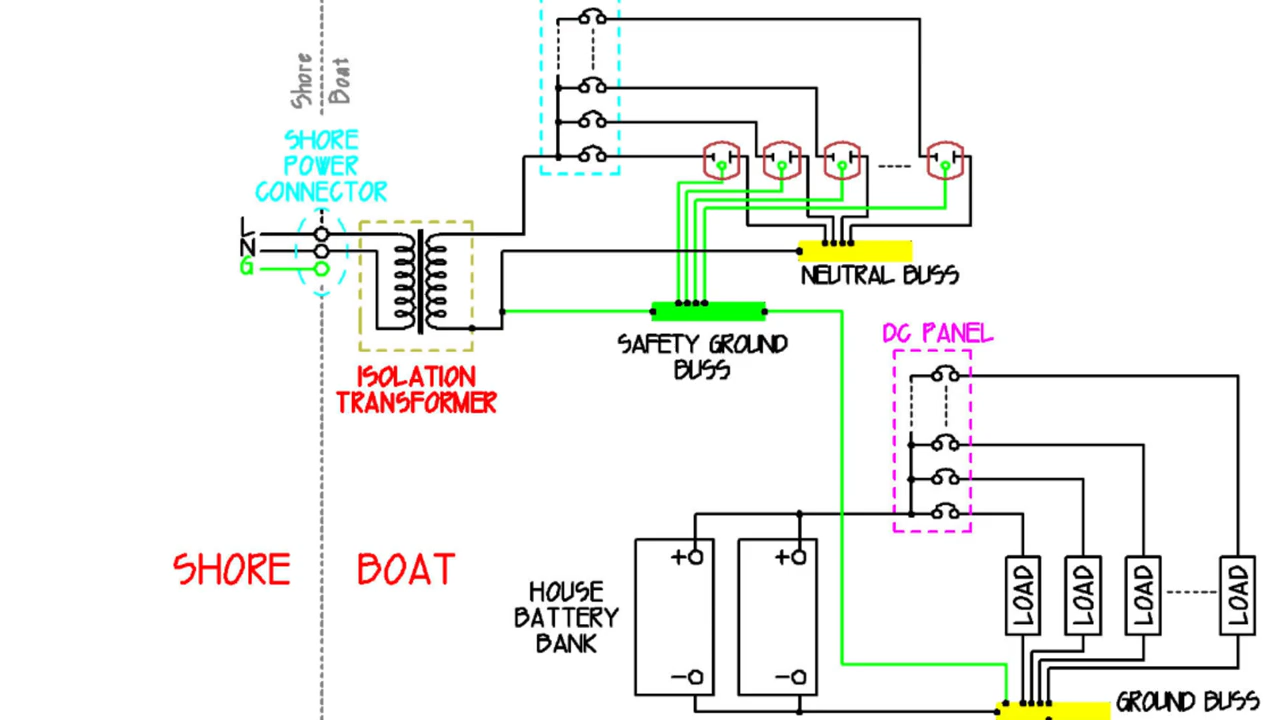 Shore
Boat
SHORE
POWER
CONNECTOR
L
N
G
ISOLATION
TRANSFORMER
NEUTRAL BUSS
SAFETY GROUND
BUSS
DC PANEL
SHORE
BOAT
HOUSE
BATTERY
BANK
+
+
-
-
LOAD
LOAD
LOAD
LOAD
GROUND BUSS